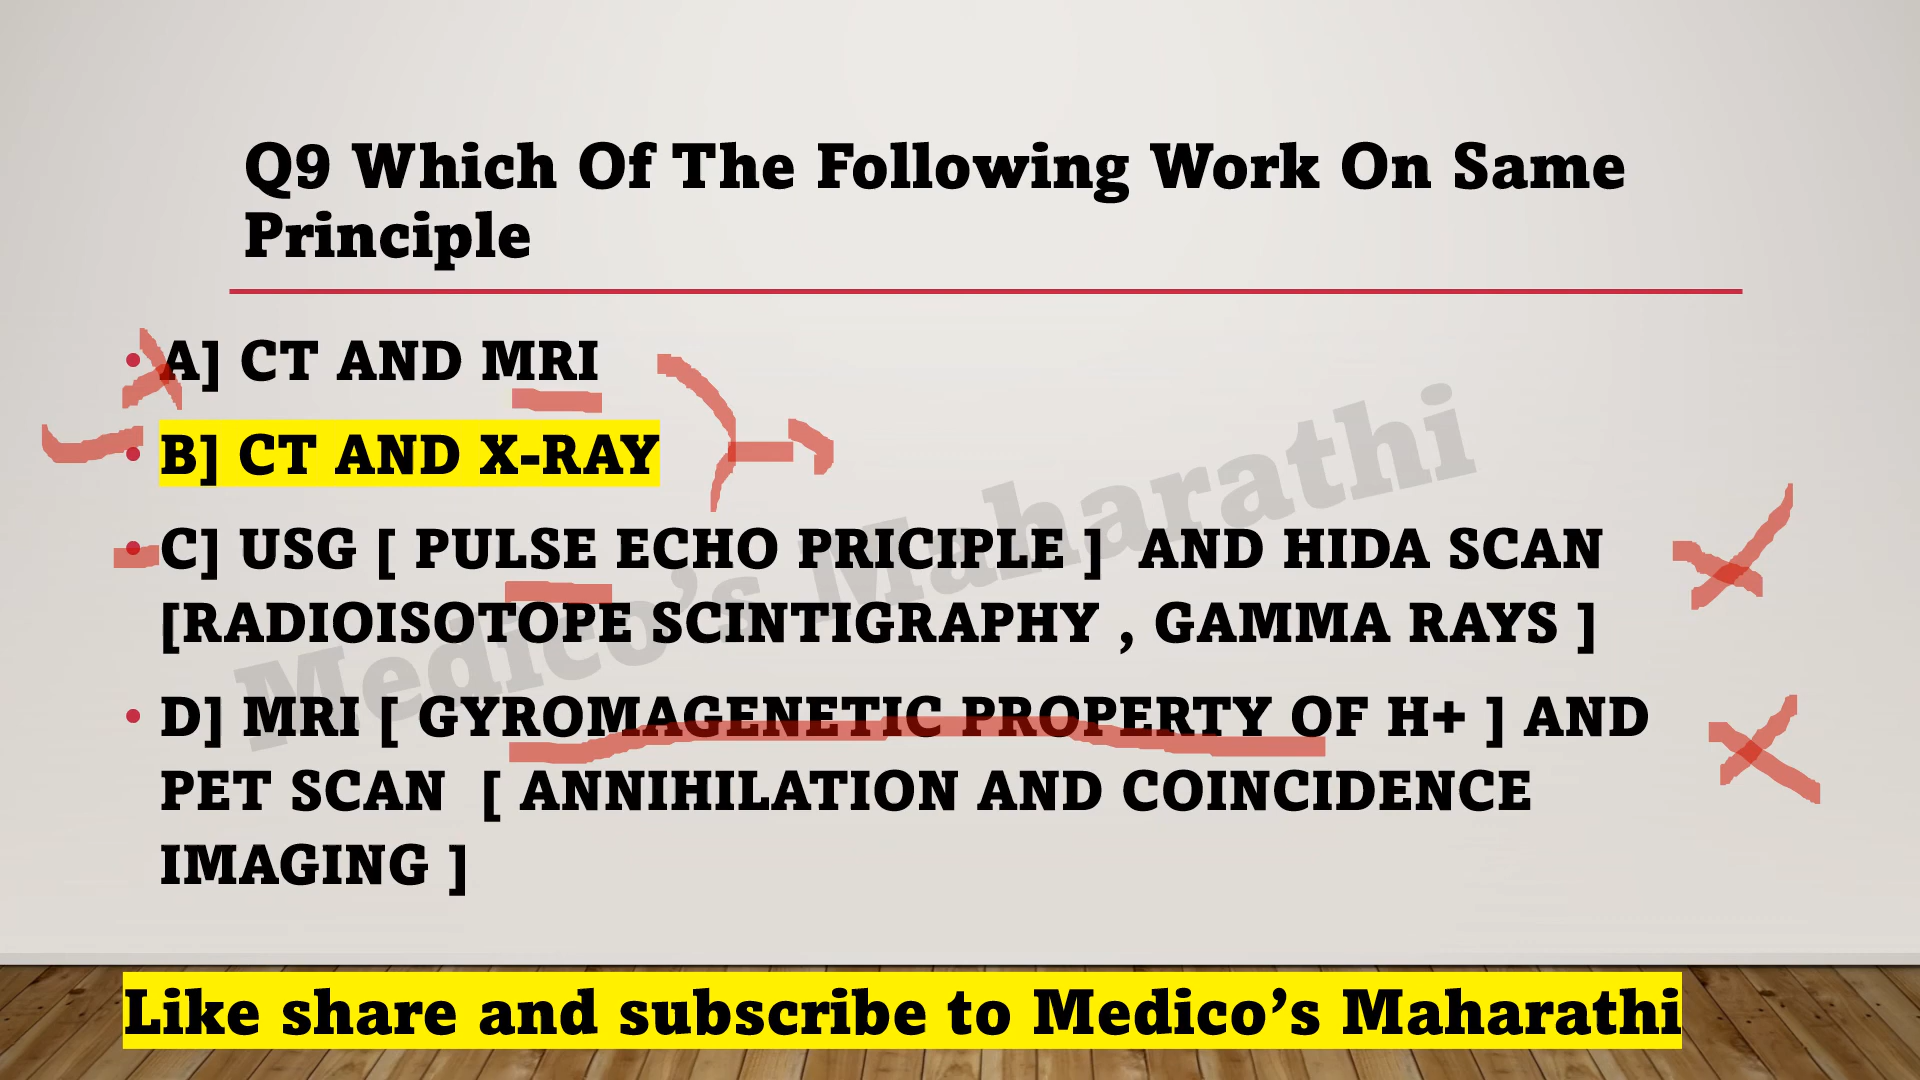 Q9 Which Of The Following Work On Same
Principle
• A] CT AND MRI
• B] CT AND X-RAY
• C] USG [ PULSE ECHO PRICIPLE ] AND HIDA SCAN
[RADIOISOTOPE SCINTIGRAPHY , GAMMA RAYS ]
• D] MRI [ GYROMAGENETIC PROPERTY OF H+ ] AND
PET SCAN [ ANNIHILATION AND COINCIDENCE
IMAGING ]
Medico's Maharathi
Like share and subscribe to Medico's Maharathi